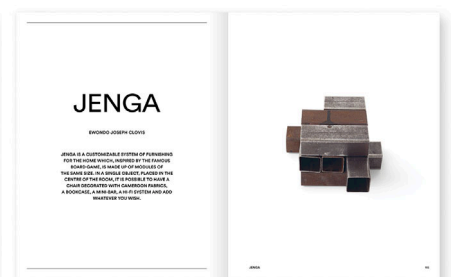 JENGA
EWONDO JOSEPH CLOVIS
JENGA IS A CUSTOMIZABLE SYSTEM OF FURNISHING
FOR THE HOME WHICH, INSPIRED BY THE FAMOUS
BOARD GAME, IS MADE UP OF MODULES OF
THE SAME SIZE. IN A SINGLE OBJECT, PLACED IN THE
CENTRE OF THE ROOM, IT IS POSSIBLE TO HAVE A
CHAIR DECORATED WITH CAMEROON FABRICS,
A BOOKCASE, A MINI-BAR, A HI-FI SYSTEM AND ADD
WHATEVER YOU WISH.
JENGA